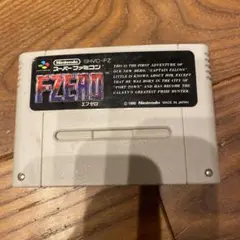 Nintendo SHVC-FZ
スーパーファミコン
F-ZERO
エフゼロ
THIS IS THE FIRST ADVENTURE OF
OUR NEW HERO, "CAPTAIN FALCON"
LITTLE IS KNOWN ABOUT HIM, EXCEPT
THAT HE WAS BORN IN THE CITY OF
"PORT TOWN" AND HAS BECOME THE
GALAXY'S GREATEST PRIZE HUNTER.
© 1990 Nintendo MADE IN JAPAN